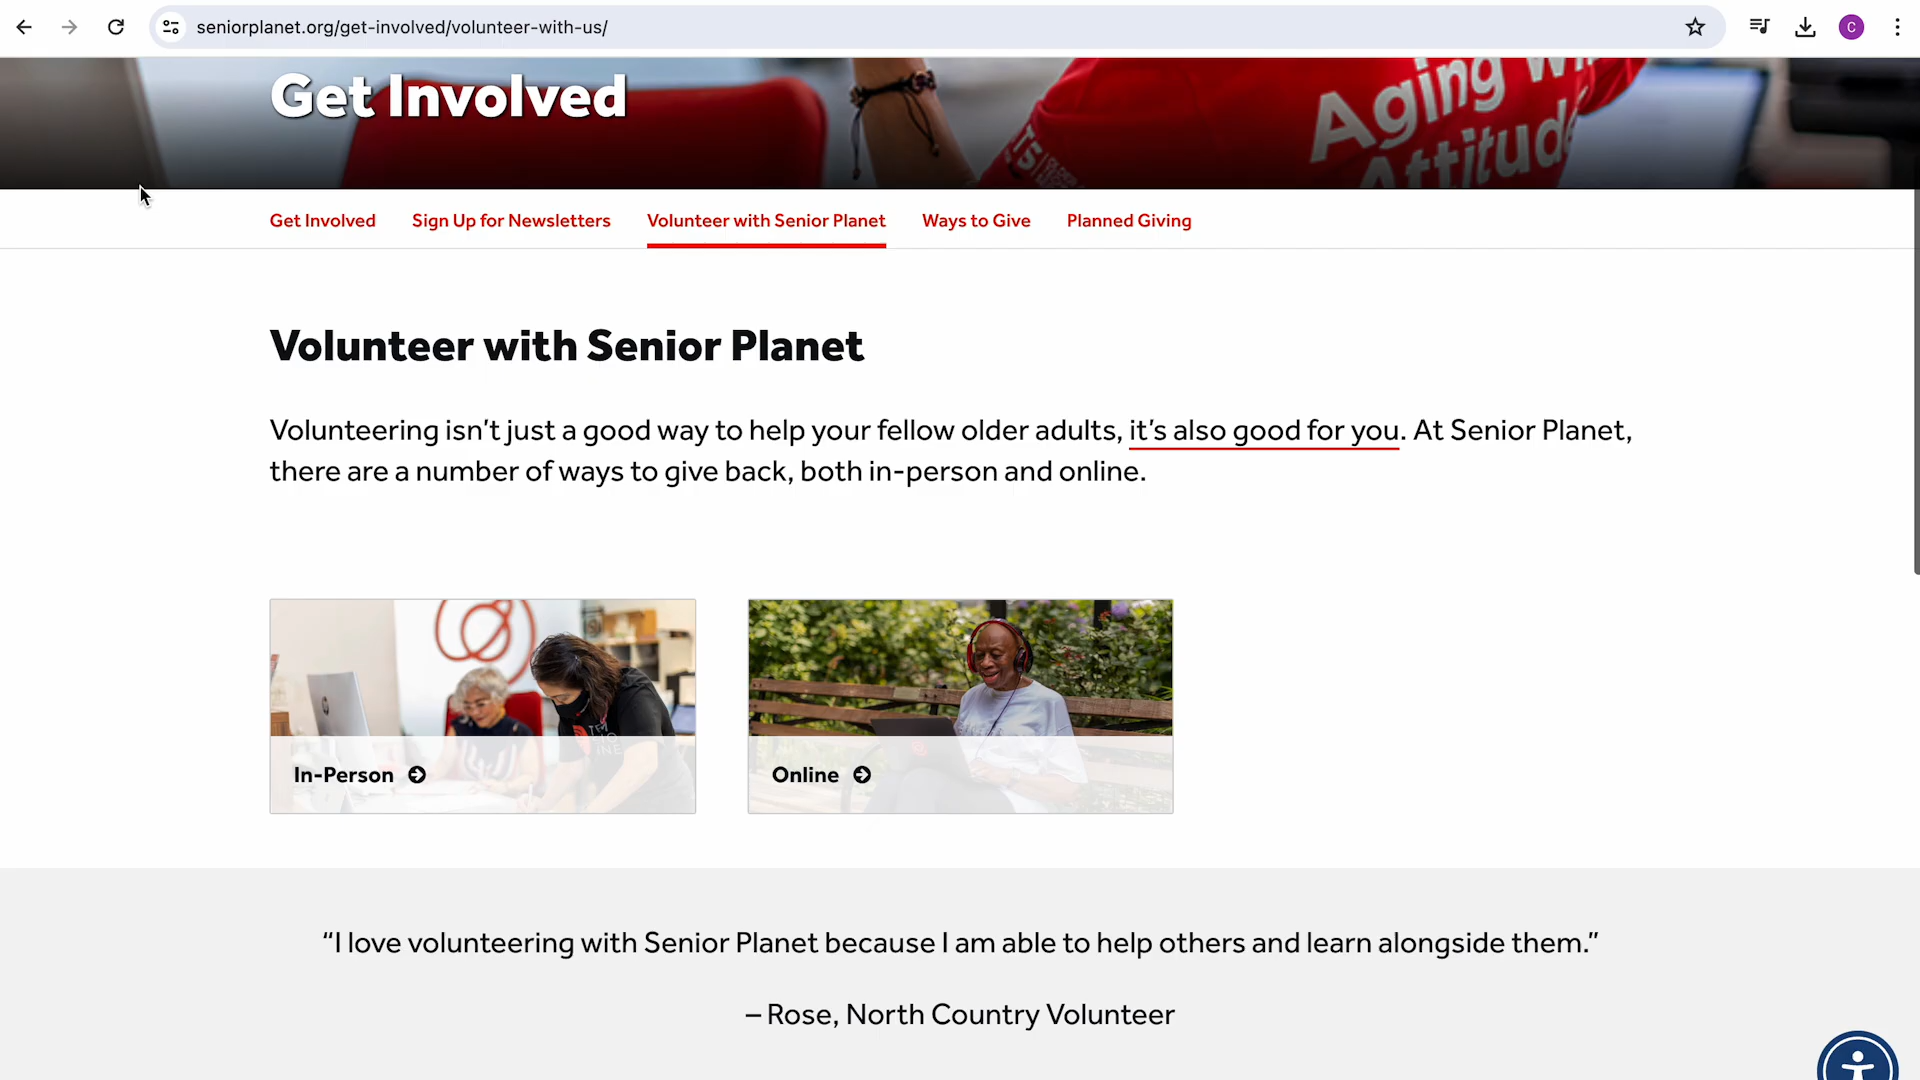 seniorplanet.org/get-involved/volunteer-with-us/
C
Get Involved
Aging Wi
Attitud
Get Involved
Sign Up for Newsletters
Volunteer with Senior Planet
Ways to Give
Planned Giving
Volunteer with Senior Planet
Volunteering isn't just a good way to help your fellow older adults, it's also good for you. At Senior Planet,
there are a number of ways to give back, both in-person and online.
In-Person
Online
“I love volunteering with Senior Planet because I am able to help others and learn alongside them.”
– Rose, North Country Volunteer